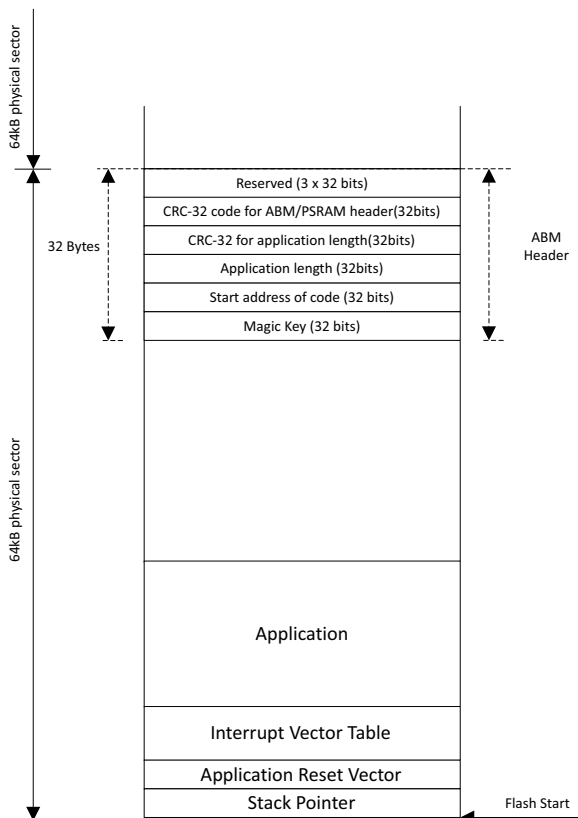 64kB physical sector
Reserved (3 x 32 bits)
CRC-32 code for ABM/PSRAM header(32bits)
32 Bytes
CRC-32 for application length(32bits)
ABM
Header
Application length (32bits)
Start address of code (32 bits)
Magic Key (32 bits)
64kB physical sector
Application
Interrupt Vector Table
Application Reset Vector
Stack Pointer
Flash Start